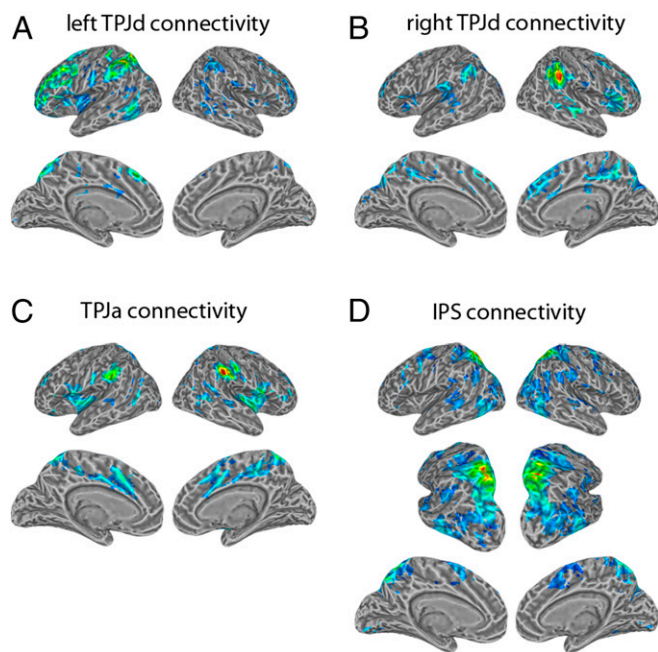 A
left TPJd connectivity
B
right TPJd connectivity
C
TPJa connectivity
D
IPS connectivity